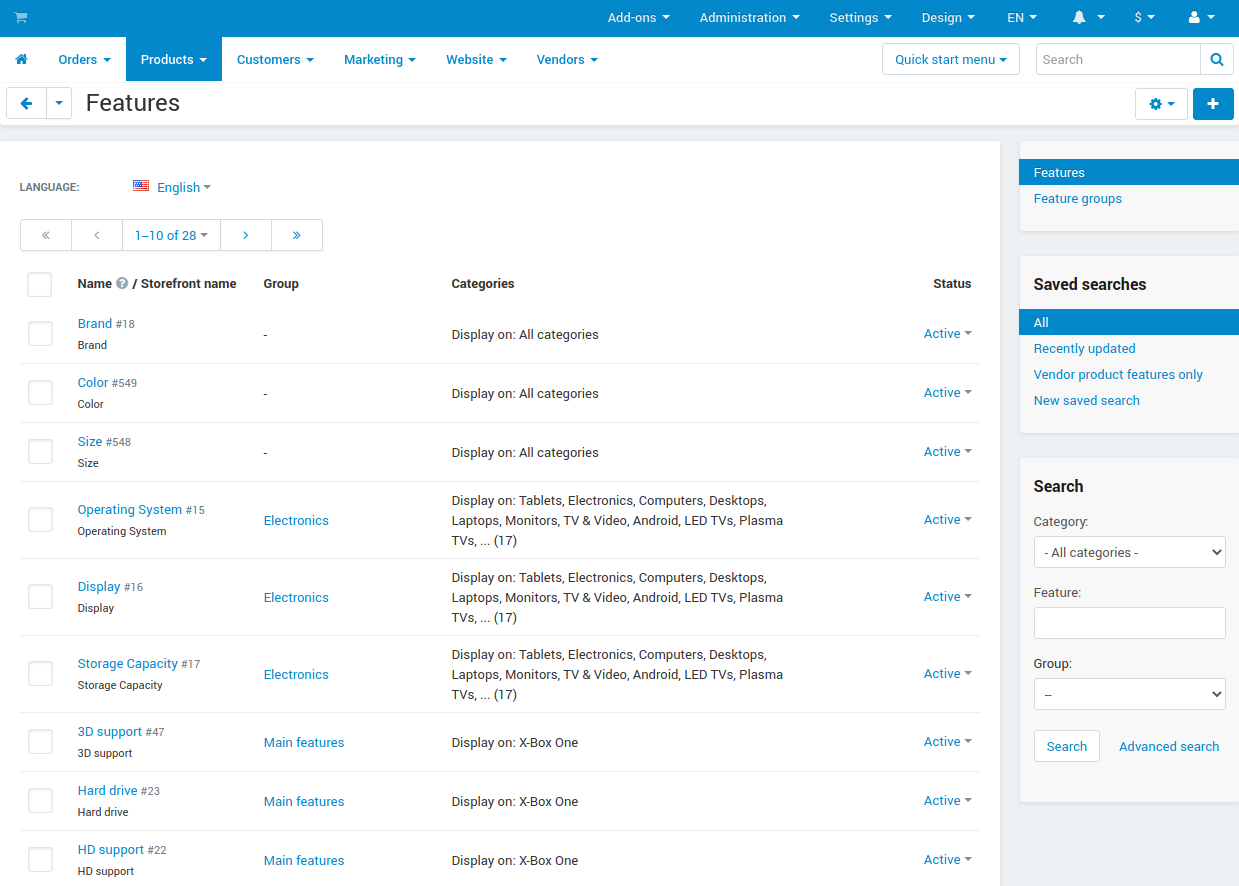 Add-ons Administration Settings Design EN $
Orders Products Customers Marketing Website Vendors Quick start menu Search
Features
LANGUAGE: English
« ‹ 1–10 of 28 › »
Name ? / Storefront name Group Categories Status
Brand #18
Brand
- Display on: All categories Active
Color #549
Color
- Display on: All categories Active
Size #548
Size
- Display on: All categories Active
Operating System #15
Operating System
Electronics
Display on: Tablets, Electronics, Computers, Desktops,
Laptops, Monitors, TV & Video, Android, LED TVs, Plasma
TVs, ... (17)
Active
Display #16
Display
Electronics
Display on: Tablets, Electronics, Computers, Desktops,
Laptops, Monitors, TV & Video, Android, LED TVs, Plasma
TVs, ... (17)
Active
Storage Capacity #17
Storage Capacity
Electronics
Display on: Tablets, Electronics, Computers, Desktops,
Laptops, Monitors, TV & Video, Android, LED TVs, Plasma
TVs, ... (17)
Active
3D support #47
3D support
Main features Display on: X-Box One Active
Hard drive #23
Hard drive
Main features Display on: X-Box One Active
HD support #22
HD support
Main features Display on: X-Box One Active
Features
Feature groups
Saved searches
All
Recently updated
Vendor product features only
New saved search
Search
Category:
- All categories -
Feature:
Group:
--
Search Advanced search